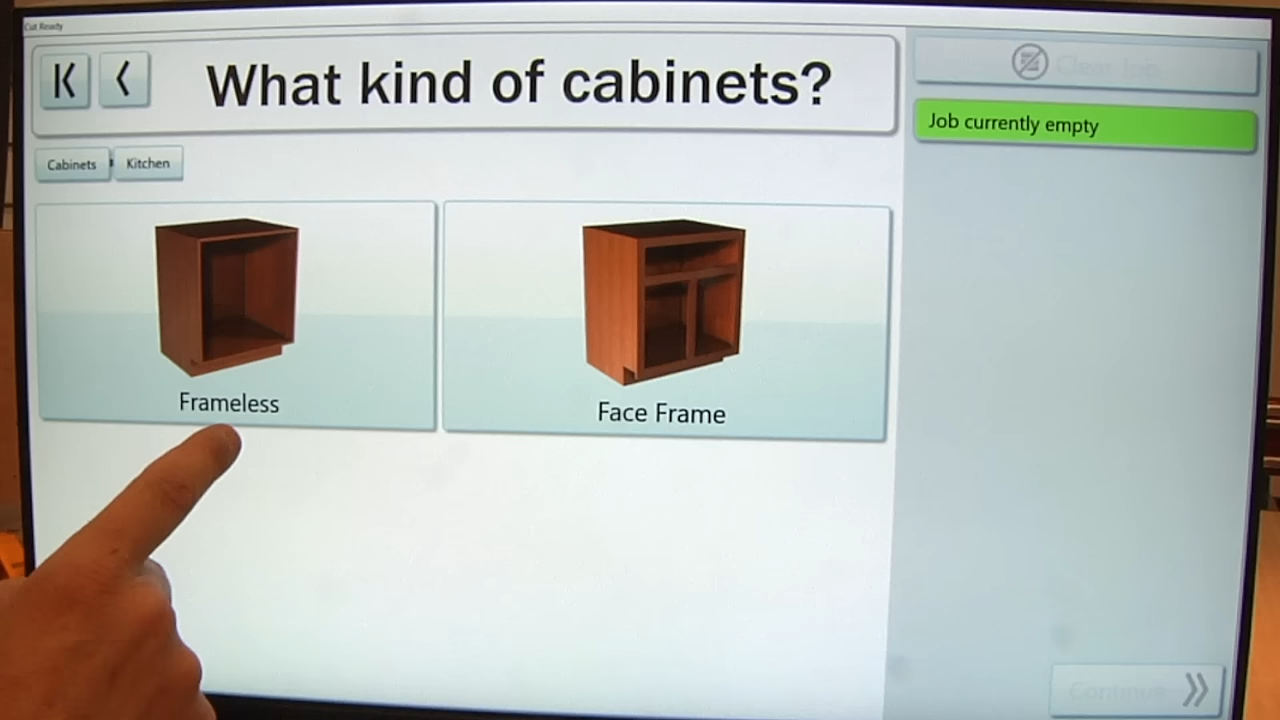 Cut Ready
What kind of cabinets?
Clear Job
Job currently empty
Cabinets
Kitchen
Frameless
Face Frame
Continue